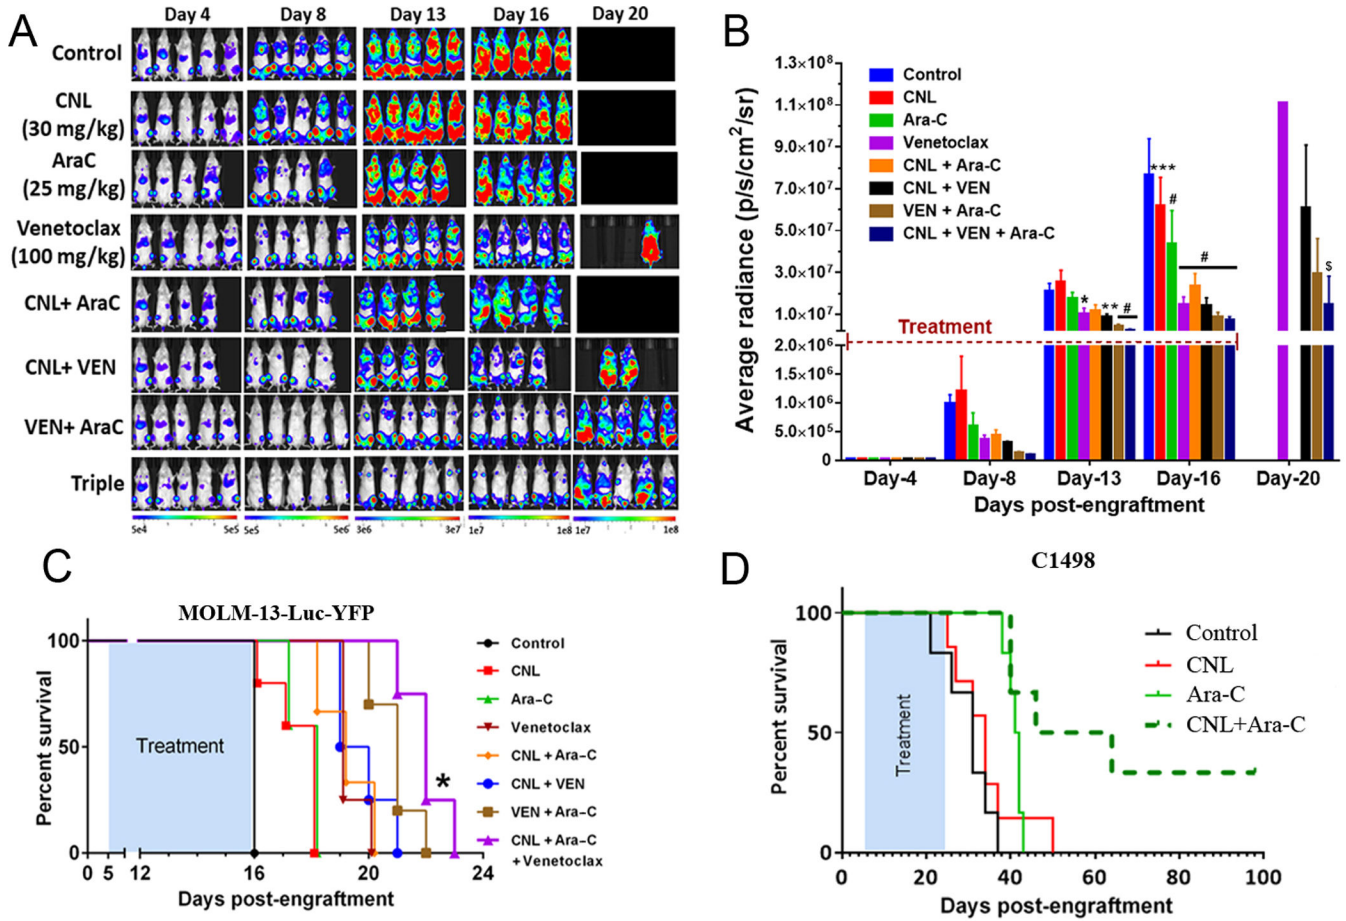 A
Day 4 Day 8 Day 13 Day 16 Day 20
Control
CNL
(30 mg/kg)
AraC
(25 mg/kg)
Venetoclax
(100 mg/kg)
CNL+ AraC
CNL+ VEN
VEN+ AraC
Triple
5e4 5e5 5e5 5e6 3e6 3e7 1e7 1e8 1e7 1e8
B
Average radiance (p/s/cm²/sr)
1.3×10⁸
1.1×10⁸
9.0×10⁷
7.0×10⁷
5.0×10⁷
3.0×10⁷
1.0×10⁷
2.0×10⁶
1.5×10⁶
1.0×10⁶
5.0×10⁵
0
Control
CNL
Ara-C
Venetoclax
CNL + Ara-C
CNL + VEN
VEN + Ara-C
CNL + VEN + Ara-C
Treatment
* ** #
*** # #
$
Day-4 Day-8 Day-13 Day-16 Day-20
Days post-engraftment
C
MOLM-13-Luc-YFP
Percent survival
100
50
0
Treatment
*
0 5 12 16 20 24
Days post-engraftment
Control
CNL
Ara-C
Venetoclax
CNL + Ara-C
CNL + VEN
VEN + Ara-C
CNL + Ara-C
+Venetoclax
D
C1498
Percent survival
100
50
0
Treatment
Control
CNL
Ara-C
CNL+Ara-C
0 20 40 60 80 100
Days post-engraftment